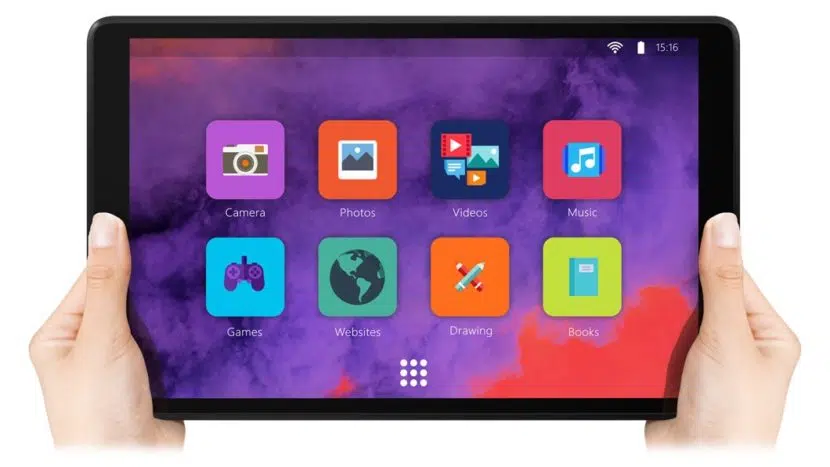 15:16
Camera
Photos
Videos
Music
Games
Websites
Drawing
Books